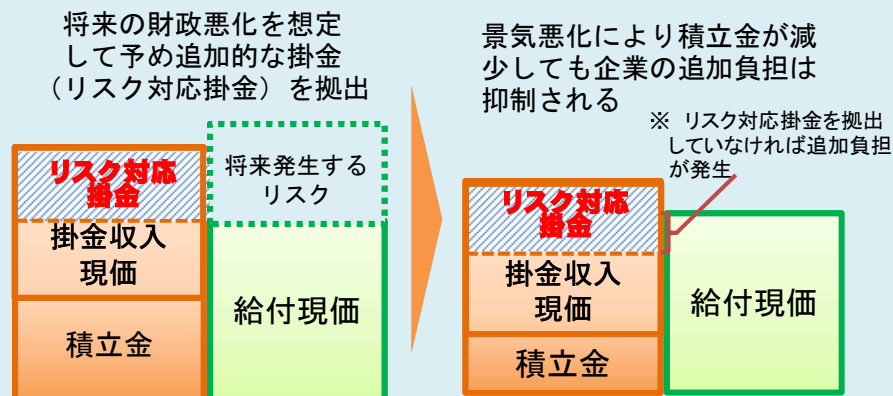 将来の財政悪化を想定
して予め追加的な掛金
（リスク対応掛金）を拠出
リスク対応
掛金
掛金収入
現価
積立金
将来発生する
リスク
給付現価
景気悪化により積立金が減
少しても企業の追加負担は
抑制される
※ リスク対応掛金を拠出
していなければ追加負担
が発生
リスク対応
掛金
掛金収入
現価
積立金
給付現価